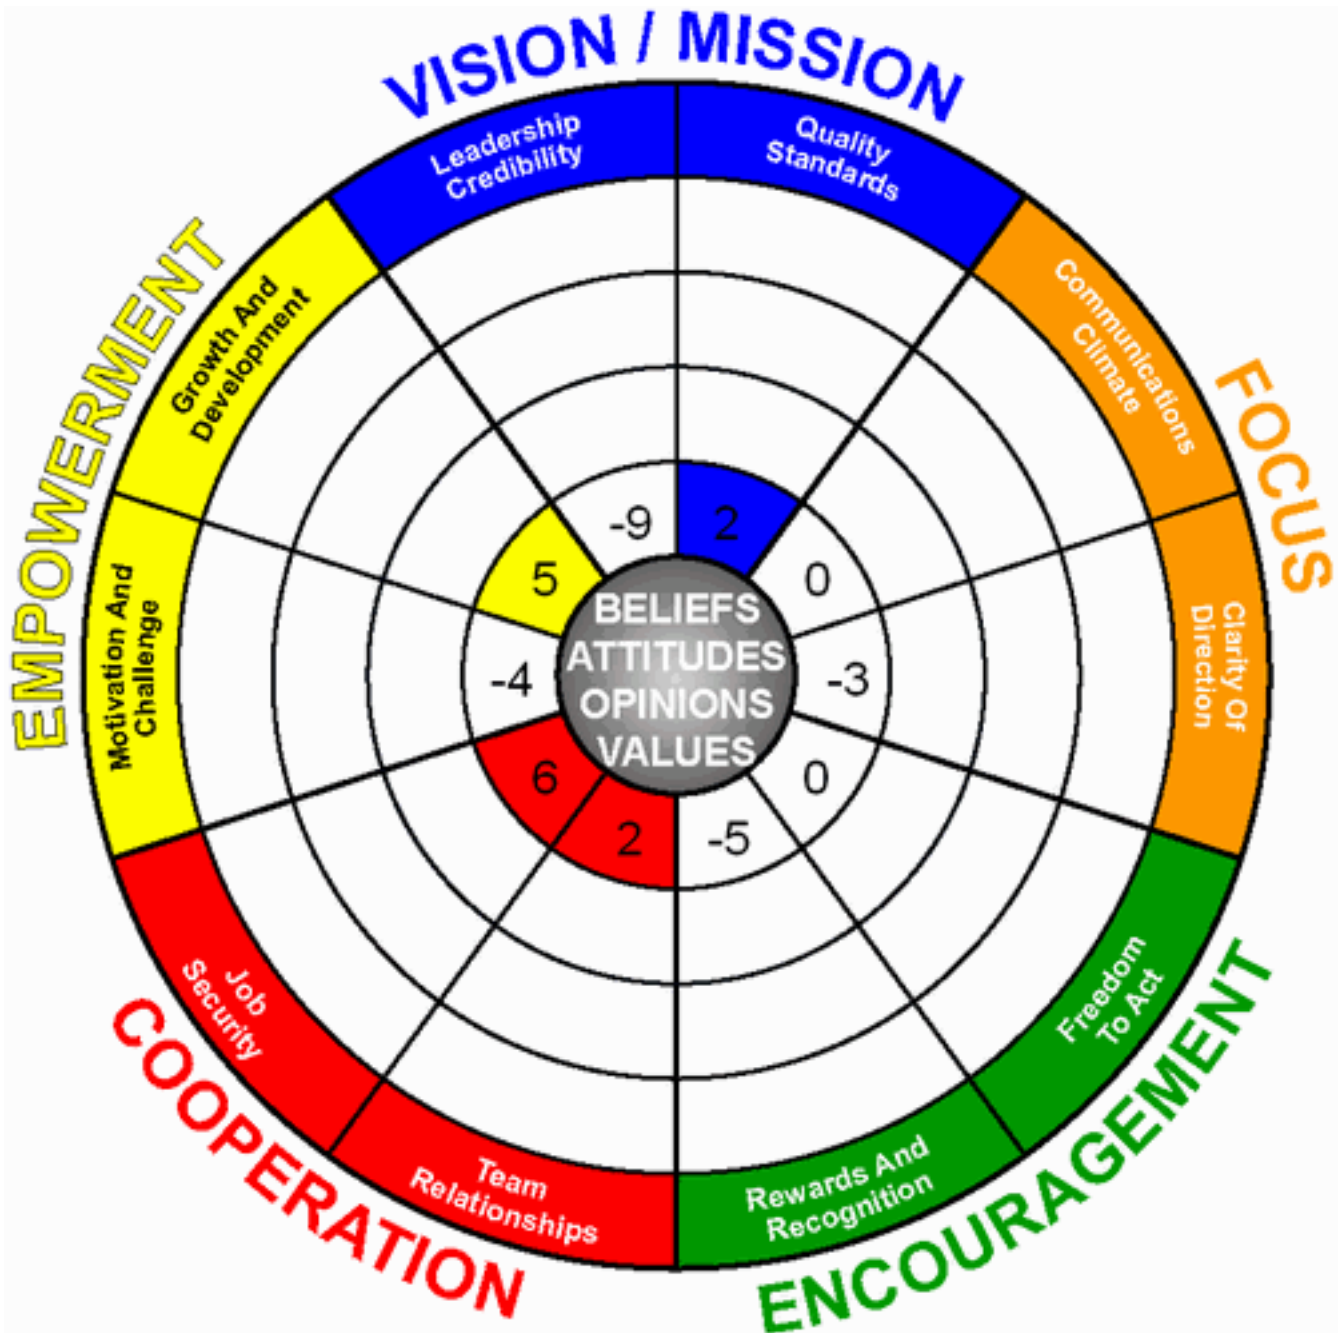 VISION / MISSION
Leadership
Credibility
Quality
Standards
Communications
Climate
FOCUS
Clarity Of
Direction
Freedom
To Act
ENCOURAGEMENT
Rewards And
Recognition
Team
Relationships
COOPERATION
Job
Security
Motivation And
Challenge
EMPOWERMENT
Growth And
Development
-9
2
0
-3
0
-5
2
6
-4
5
BELIEFS
ATTITUDES
OPINIONS
VALUES